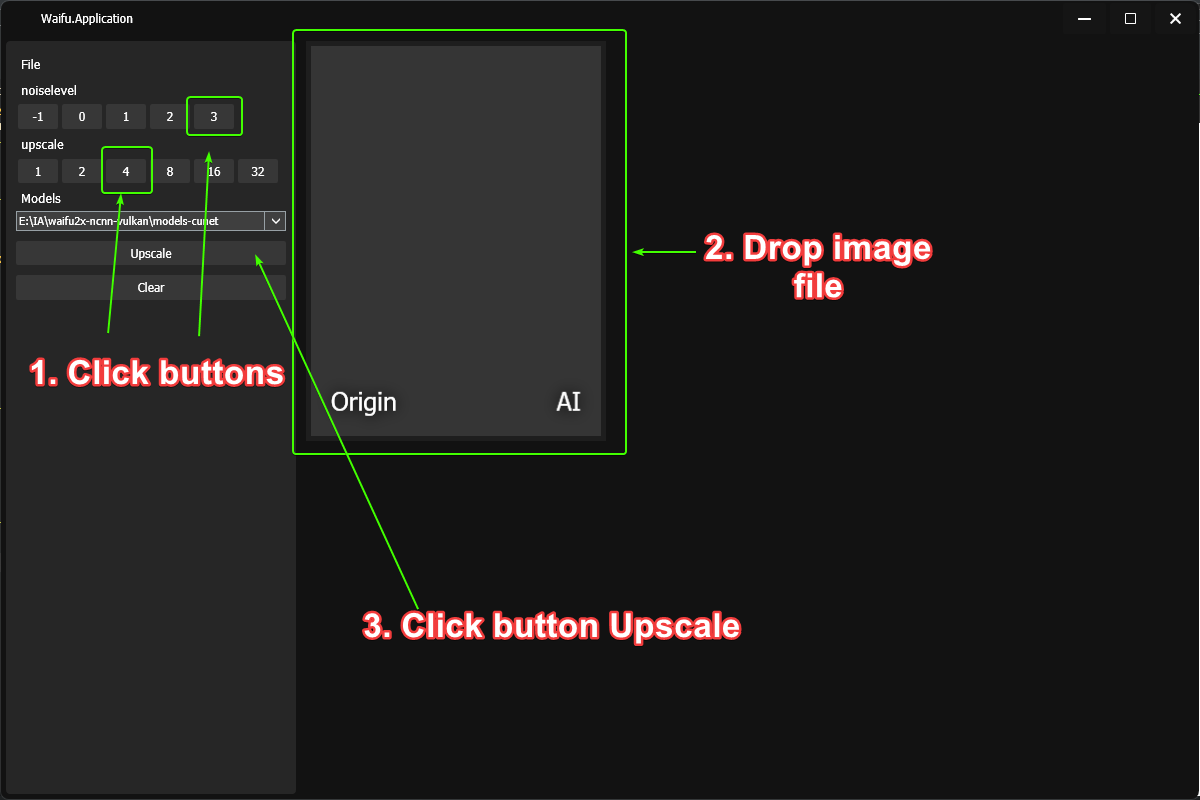 Waifu.Application
File
noiselevel
-1 0 1 2 3
upscale
1 2 4 8 16 32
Models
E:\IA\waifu2x-ncnn-vulkan\models-cunet
Upscale
Clear
1. Click buttons
Origin AI
2. Drop image
file
3. Click button Upscale